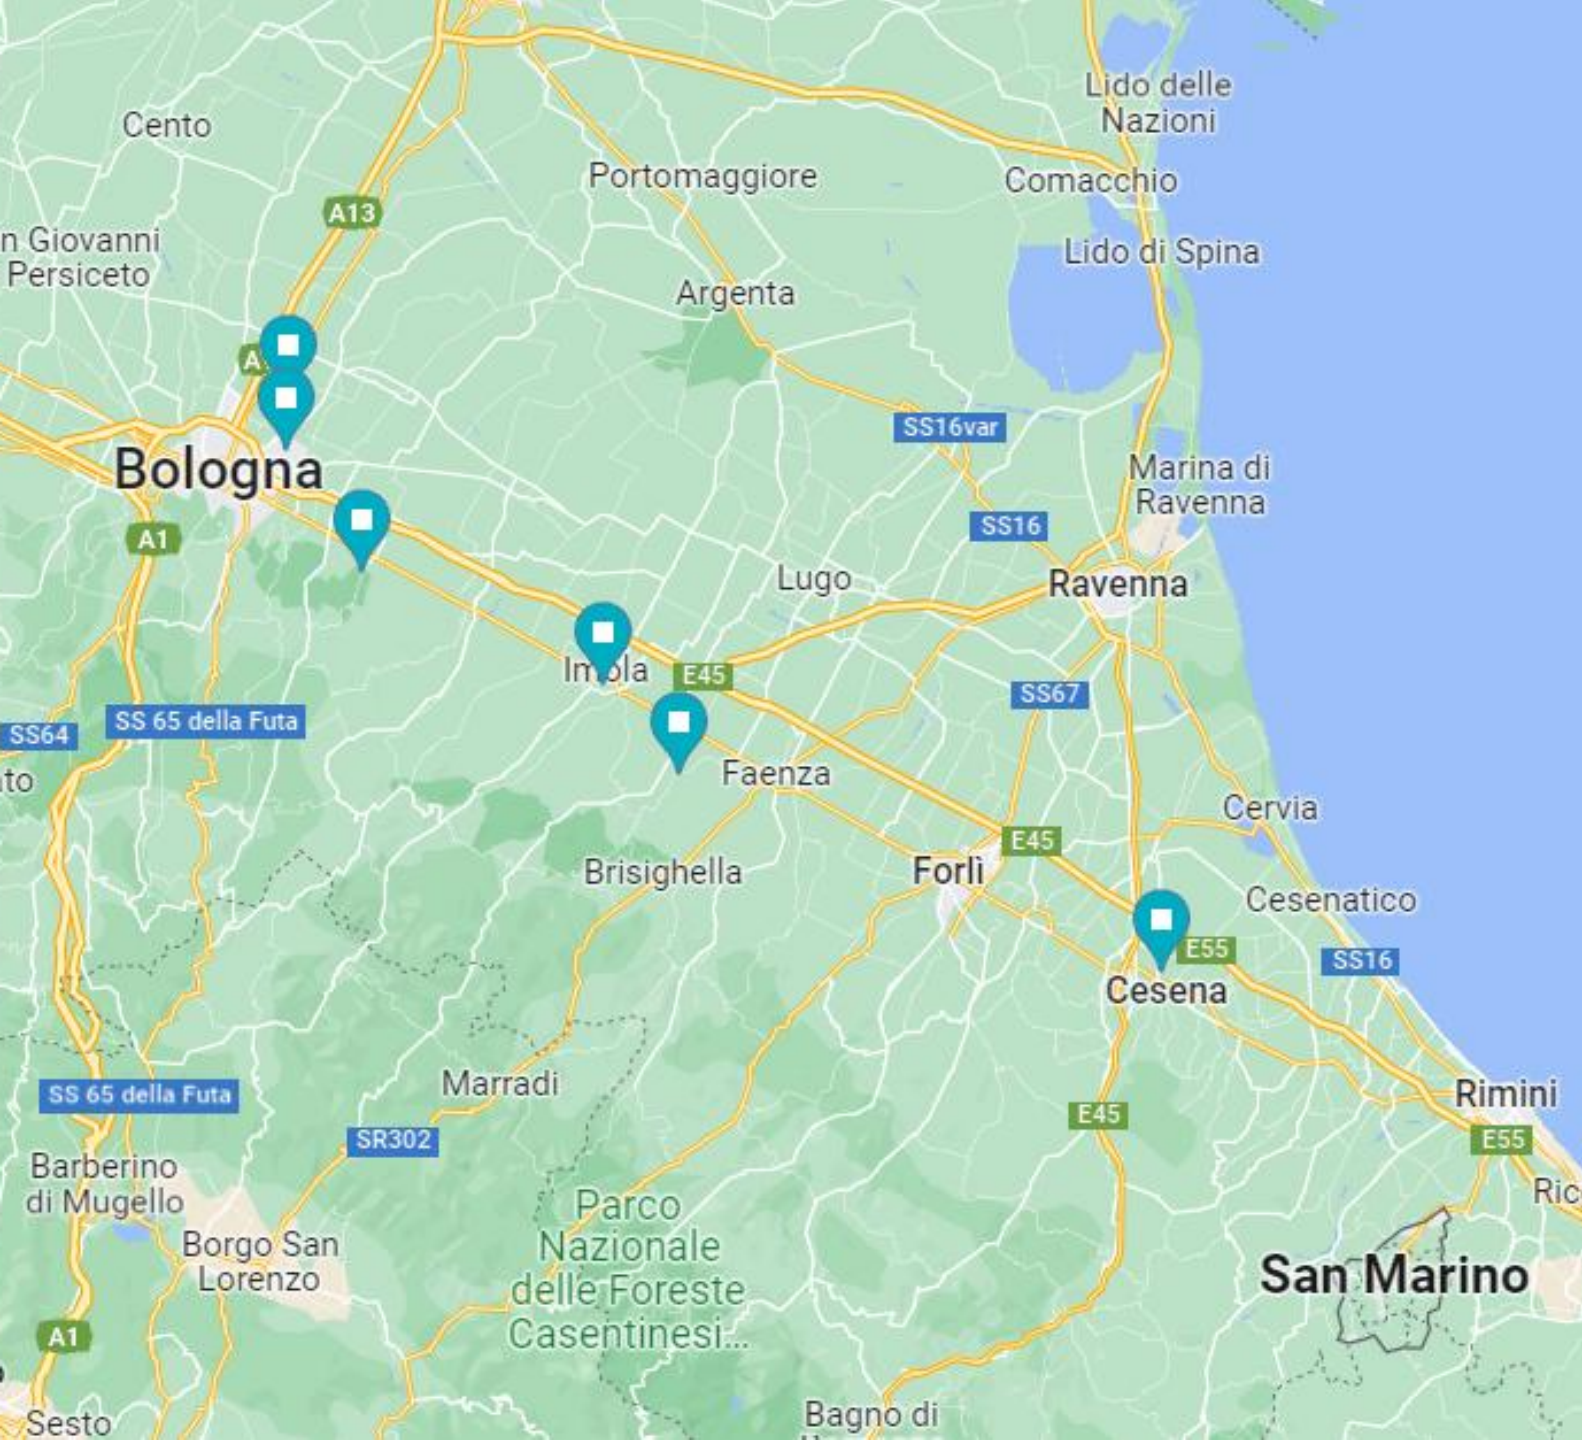 Lido delle
Nazioni
Cento
Portomaggiore
Comacchio
A13
n Giovanni
Persiceto
Lido di Spina
Argenta
A
SS16var
Bologna
Marina di
Ravenna
SS16
A1
Lugo
Ravenna
Imola
E45
SS67
SS 65 della Futa
SS64
to
Faenza
Cervia
E45
Forlì
Brisighella
Cesenatico
E55
SS16
Cesena
Marradi
SS 65 della Futa
Rimini
E45
SR302
E55
Barberino
di Mugello
Ric
Parco
Nazionale
delle Foreste
Casentinesi...
Borgo San
Lorenzo
San Marino
A1
Bagno di
Sesto